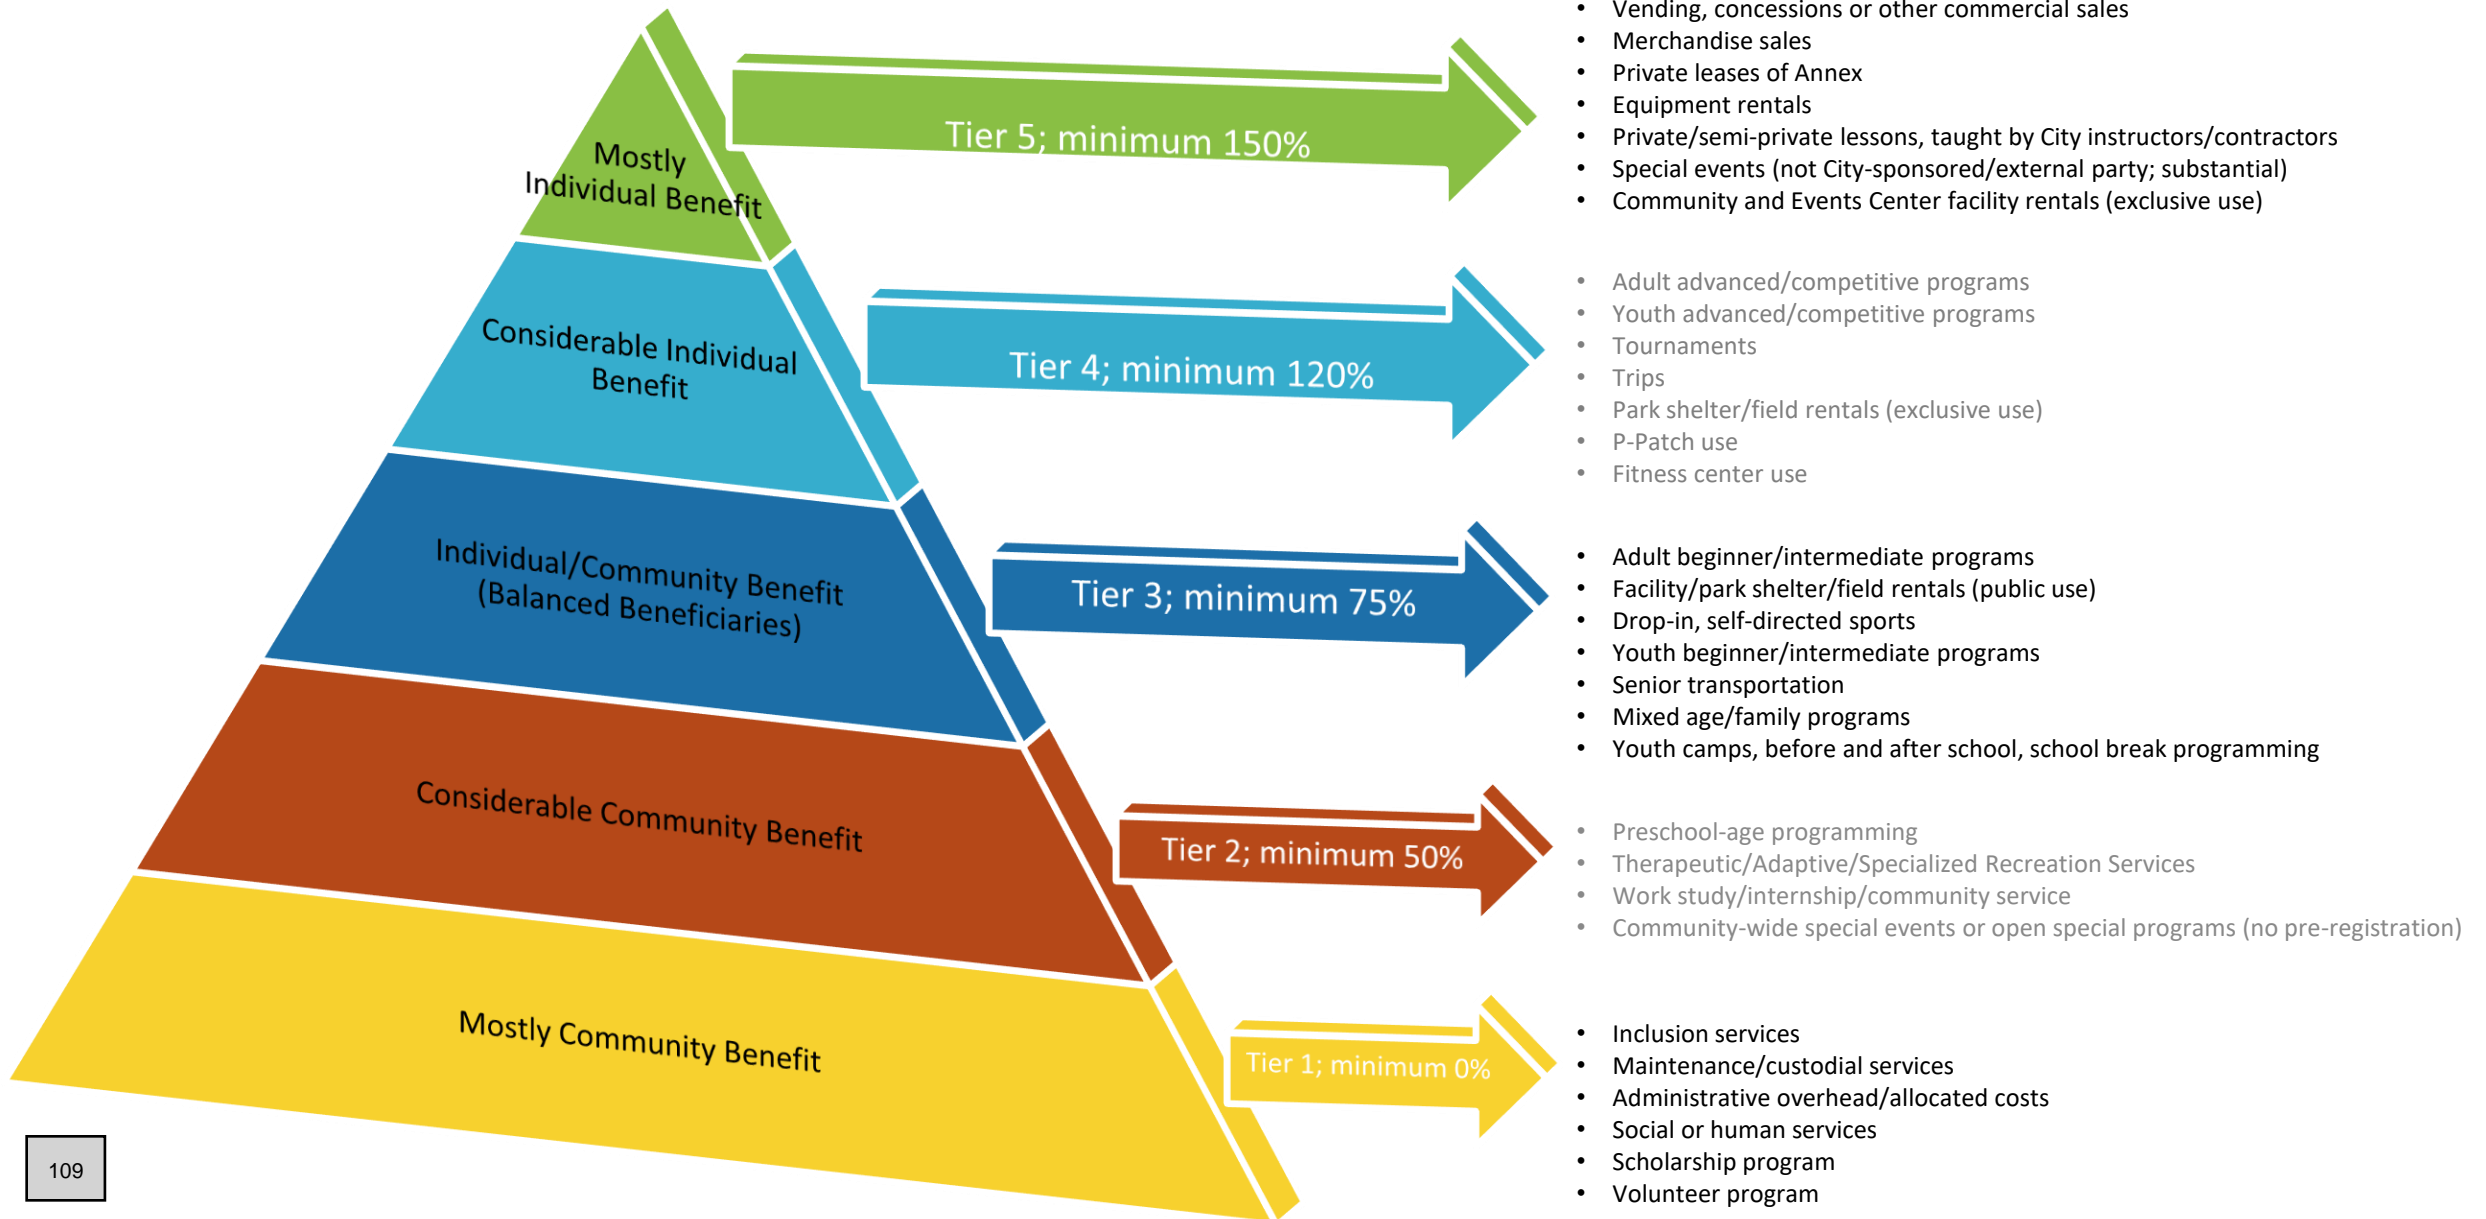 Mostly
Individual Benefit
Tier 5; minimum 150%
• Vending, concessions or other commercial sales
• Merchandise sales
• Private leases of Annex
• Equipment rentals
• Private/semi-private lessons, taught by City instructors/contractors
• Special events (not City-sponsored/external party; substantial)
• Community and Events Center facility rentals (exclusive use)
Considerable Individual
Benefit
Tier 4; minimum 120%
• Adult advanced/competitive programs
• Youth advanced/competitive programs
• Tournaments
• Trips
• Park shelter/field rentals (exclusive use)
• P-Patch use
• Fitness center use
Individual/Community Benefit
(Balanced Beneficiaries)
Tier 3; minimum 75%
• Adult beginner/intermediate programs
• Facility/park shelter/field rentals (public use)
• Drop-in, self-directed sports
• Youth beginner/intermediate programs
• Senior transportation
• Mixed age/family programs
• Youth camps, before and after school, school break programming
Considerable Community Benefit
Tier 2; minimum 50%
• Preschool-age programming
• Therapeutic/Adaptive/Specialized Recreation Services
• Work study/internship/community service
• Community-wide special events or open special programs (no pre-registration)
Mostly Community Benefit
Tier 1; minimum 0%
• Inclusion services
• Maintenance/custodial services
• Administrative overhead/allocated costs
• Social or human services
• Scholarship program
• Volunteer program
109